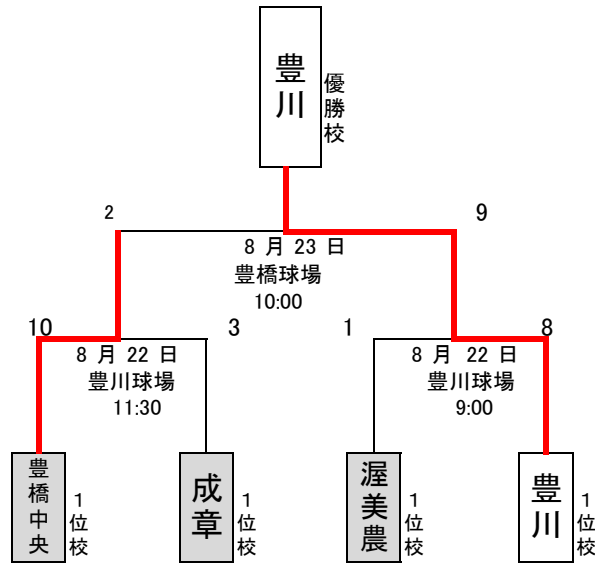 豊川
優勝校
2
9
8 月 23 日
豊橋球場
10:00
10
3
1
8
8 月 22 日
豊川球場
11:30
8 月 22 日
豊川球場
9:00
豊橋中央
1位校
成章
1位校
渥美農
1位校
豊川
1位校